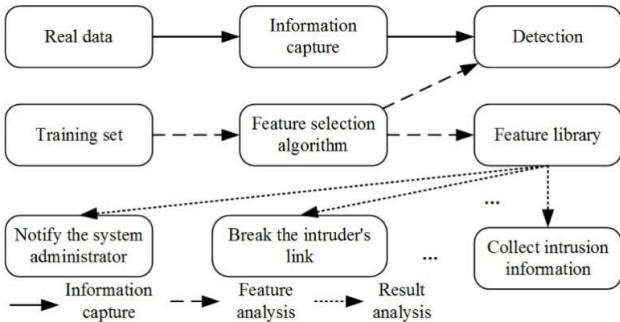 Real data
Information
capture
Detection
Training set
Feature selection
algorithm
Feature library
...
Notify the system
administrator
Break the intruder's
link
...
Collect intrusion
information
Information
capture
Feature
analysis
Result
analysis